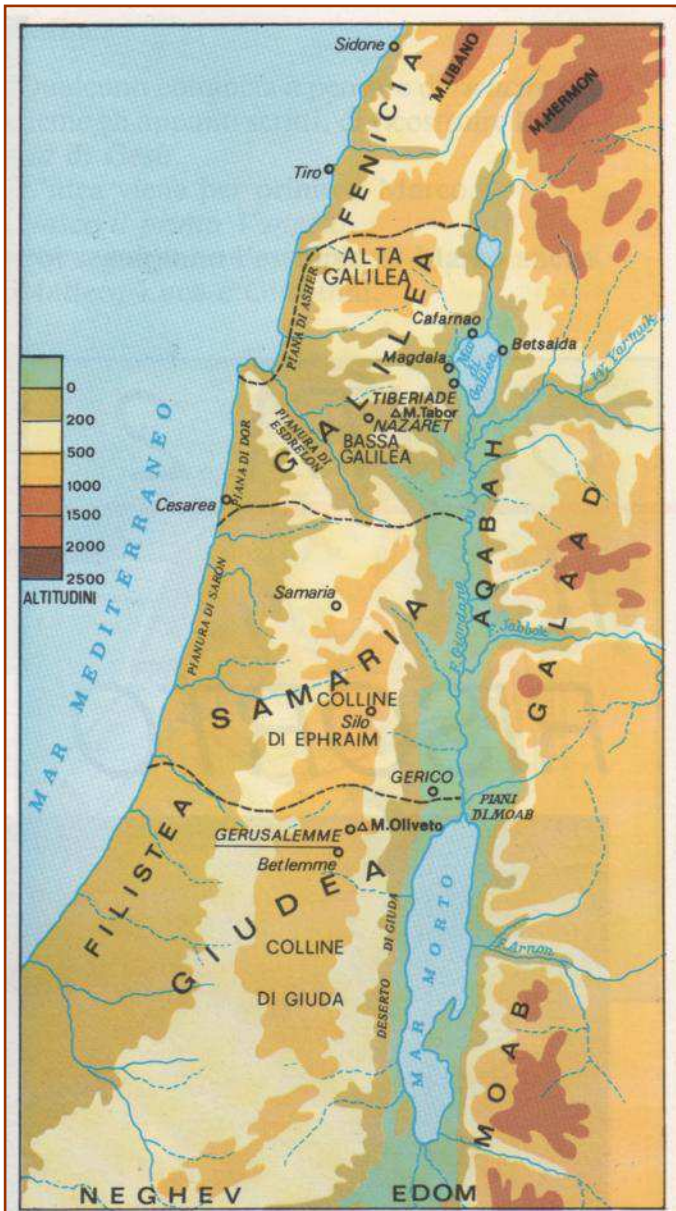 Sidone
M. LIBANO
M. HERMON
FENICIA
Tiro
ALTA
GALILEA
PIANA DI ASHER
GALILEA
Cafarnao
Betsaida
Mar
di
Galilea
W. Yarmuk
Magdala
TIBERIADE
M. Tabor
NAZARET
BASSA
GALILEA
PIANURA DI
ESDRELON
PIANA DI DOR
0
200
500
1000
1500
2000
2500
ALTITUDINI
MAR MEDITERRANEO
Cesarea
AQABAH
GALAAD
PIANURA DI SARON
Samaria
F. Giordano
F. Jabbok
SAMARIA
COLLINE
Silo
DI EPHRAIM
GERICO
PIANI
DI MOAB
GERUSALEMME
M. Oliveto
Betlemme
FILISTEA
GIUDEA
COLLINE
DI GIUDA
DESERTO DI GIUDA
MAR MORTO
F. Arnon
MOAB
NEGHEV
EDOM